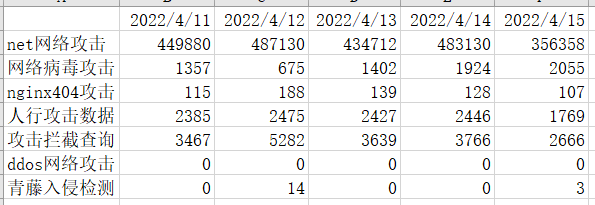 2022/4/11 2022/4/12 2022/4/13 2022/4/14 2022/4/15
net网络攻击 449880 487130 434712 483130 356358
网络病毒攻击 1357 675 1402 1924 2055
nginx404攻击 115 188 139 128 107
人行攻击数据 2385 2475 2427 2446 1769
攻击拦截查询 3467 5282 3639 3766 2666
ddos网络攻击 0 0 0 0 0
青藤入侵检测 0 14 0 0 3